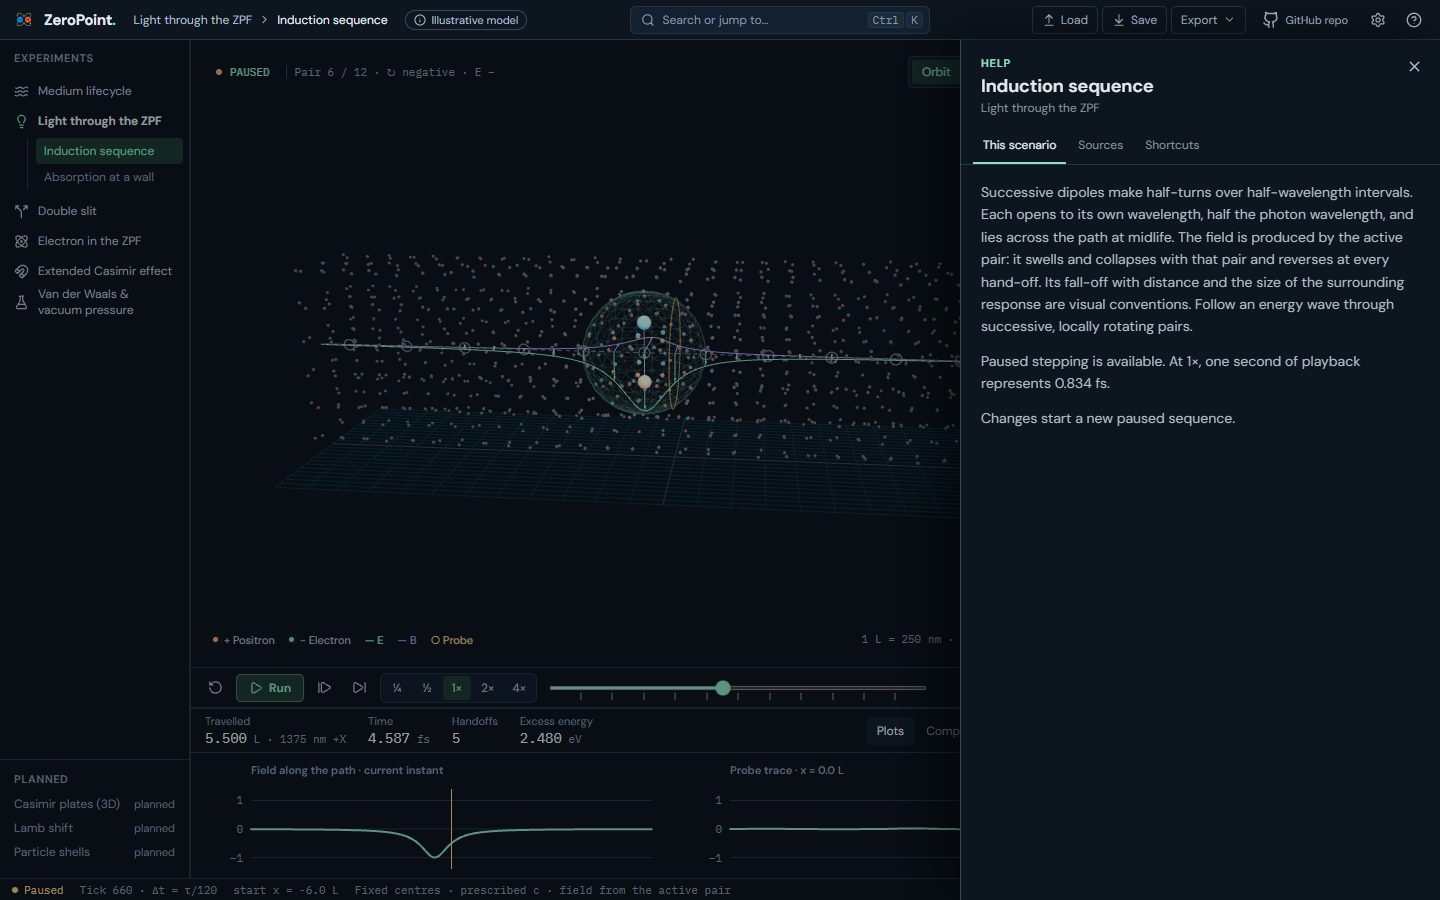 ZeroPoint.
Light through the ZPF > Induction sequence
Illustrative model
Search or jump to...
Ctrl K
Load
Save
Export
GitHub repo
EXPERIMENTS
Medium lifecycle
Light through the ZPF
Induction sequence
Absorption at a wall
Double slit
Electron in the ZPF
Extended Casimir effect
Van der Waals &
vacuum pressure
PLANNED
Casimir plates (3D) planned
Lamb shift planned
Particle shells planned
PAUSED
Pair 6 / 12 · ↻ negative · E −
Orbit
+ Positron
− Electron
E
B
Probe
1 L = 250 nm ·
Run
¼ ½ 1× 2× 4×
Travelled
5.500 L · 1375 nm +X
Time
4.587 fs
Handoffs
5
Excess energy
2.480 eV
Plots
Comp
Field along the path · current instant
1
0
−1
Probe trace · x = 0.0 L
1
0
−1
HELP
Induction sequence
Light through the ZPF
This scenario
Sources
Shortcuts
Successive dipoles make half-turns over half-wavelength intervals.
Each opens to its own wavelength, half the photon wavelength, and
lies across the path at midlife. The field is produced by the active
pair: it swells and collapses with that pair and reverses at every
hand-off. Its fall-off with distance and the size of the surrounding
response are visual conventions. Follow an energy wave through
successive, locally rotating pairs.
Paused stepping is available. At 1×, one second of playback
represents 0.834 fs.
Changes start a new paused sequence.
Paused
Tick 660 · Δt = τ/120
start x = -6.0 L
Fixed centres · prescribed c · field from the active pair